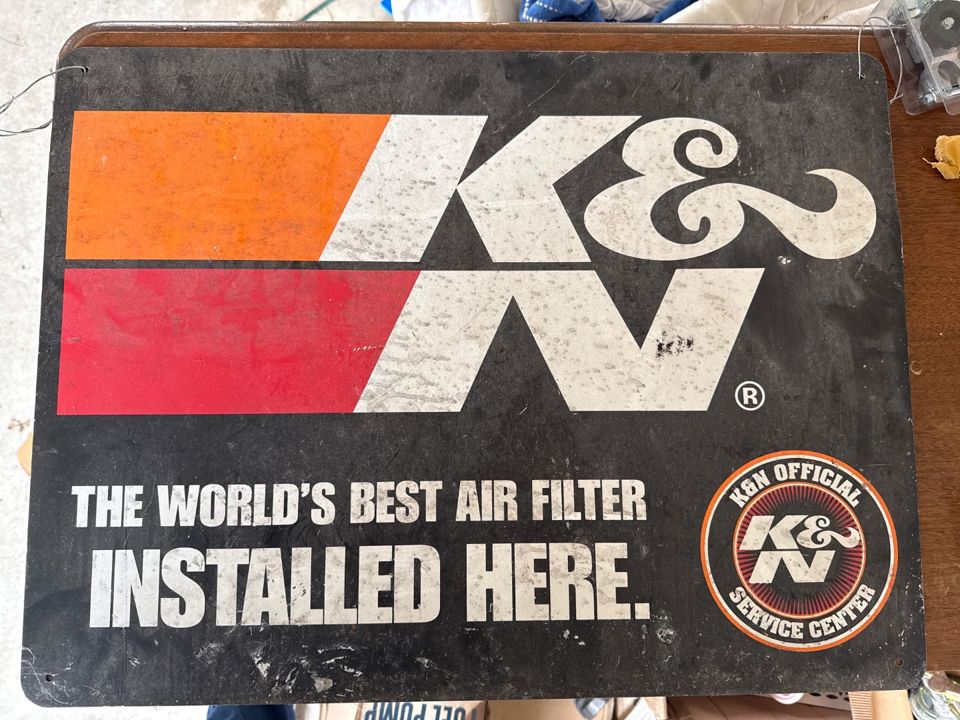 K&
N®
THE WORLD'S BEST AIR FILTER
INSTALLED HERE.
K&N OFFICIAL
K&
N
SERVICE CENTER
FUEL PUMP